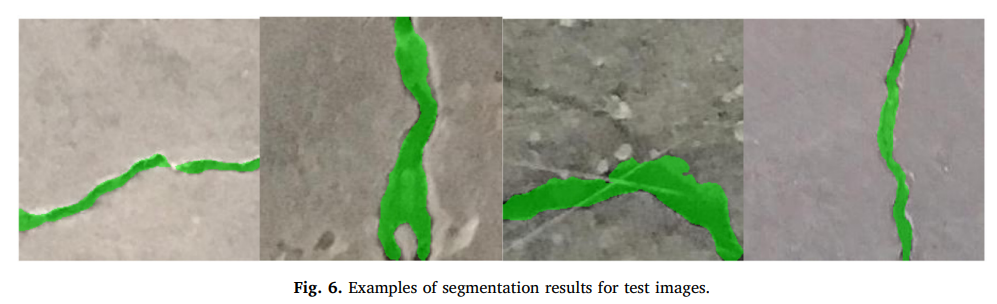 Fig. 6. Examples of segmentation results for test images.